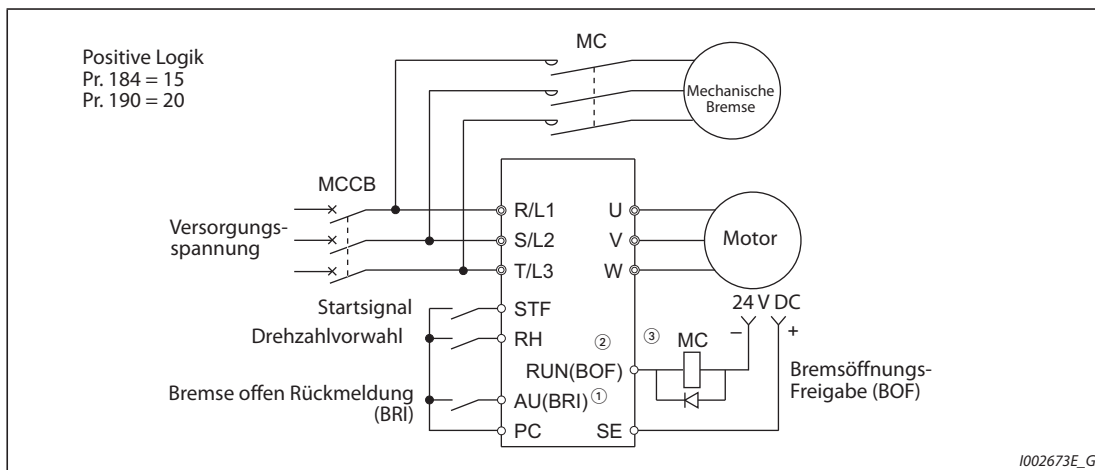 Positive Logik
Pr. 184 = 15
Pr. 190 = 20
MC
Mechanische
Bremse
MCCB
Versorgungs-
spannung
R/L1
S/L2
T/L3
U
V
W
Motor
Startsignal
STF
Drehzahlvorwahl
RH
24 V DC
– +
② ③ MC
RUN(BOF)
Bremsöffnungs-
Freigabe (BOF)
Bremse offen Rückmeldung
(BRI)
AU(BRI) ①
PC
SE
I002673E_G